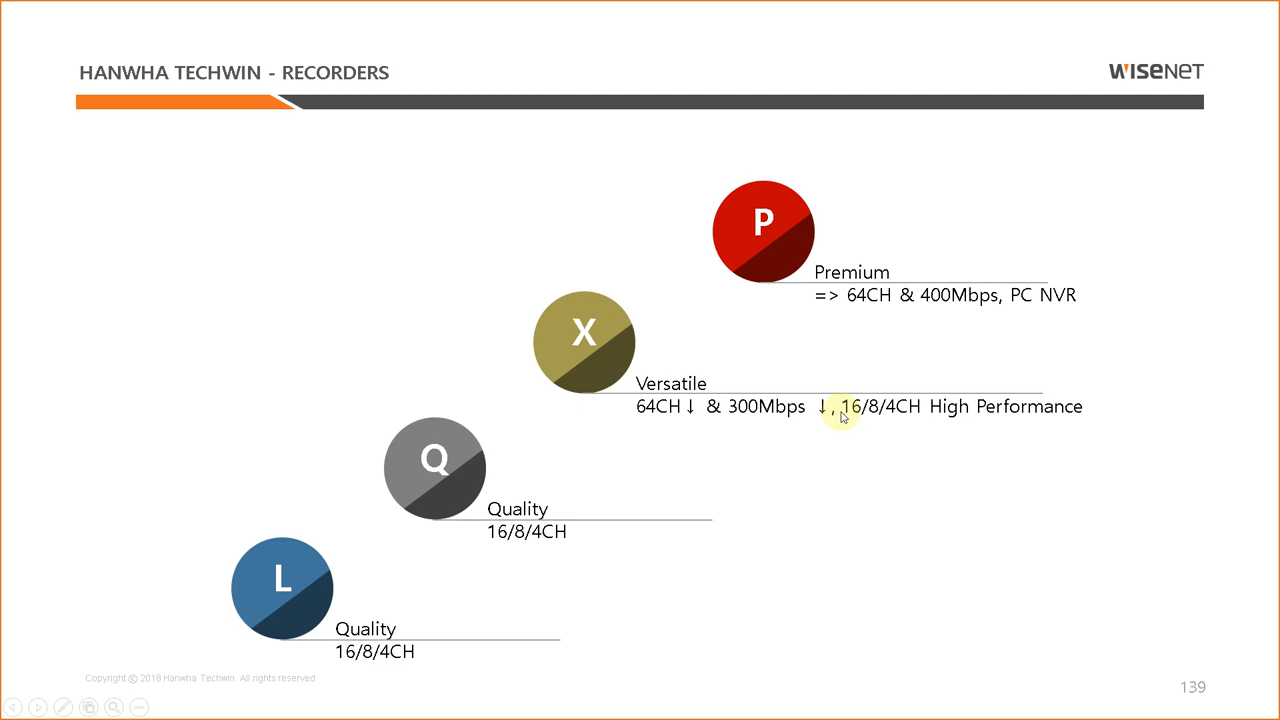 HANWHA TECHWIN - RECORDERS
WISENET
P
Premium
=> 64CH & 400Mbps, PC NVR
X
Versatile
64CH↓ & 300Mbps ↓, 16/8/4CH High Performance
Q
Quality
16/8/4CH
L
Quality
16/8/4CH
Copyright ⓒ 2018 Hanwha Techwin. All rights reserved
139